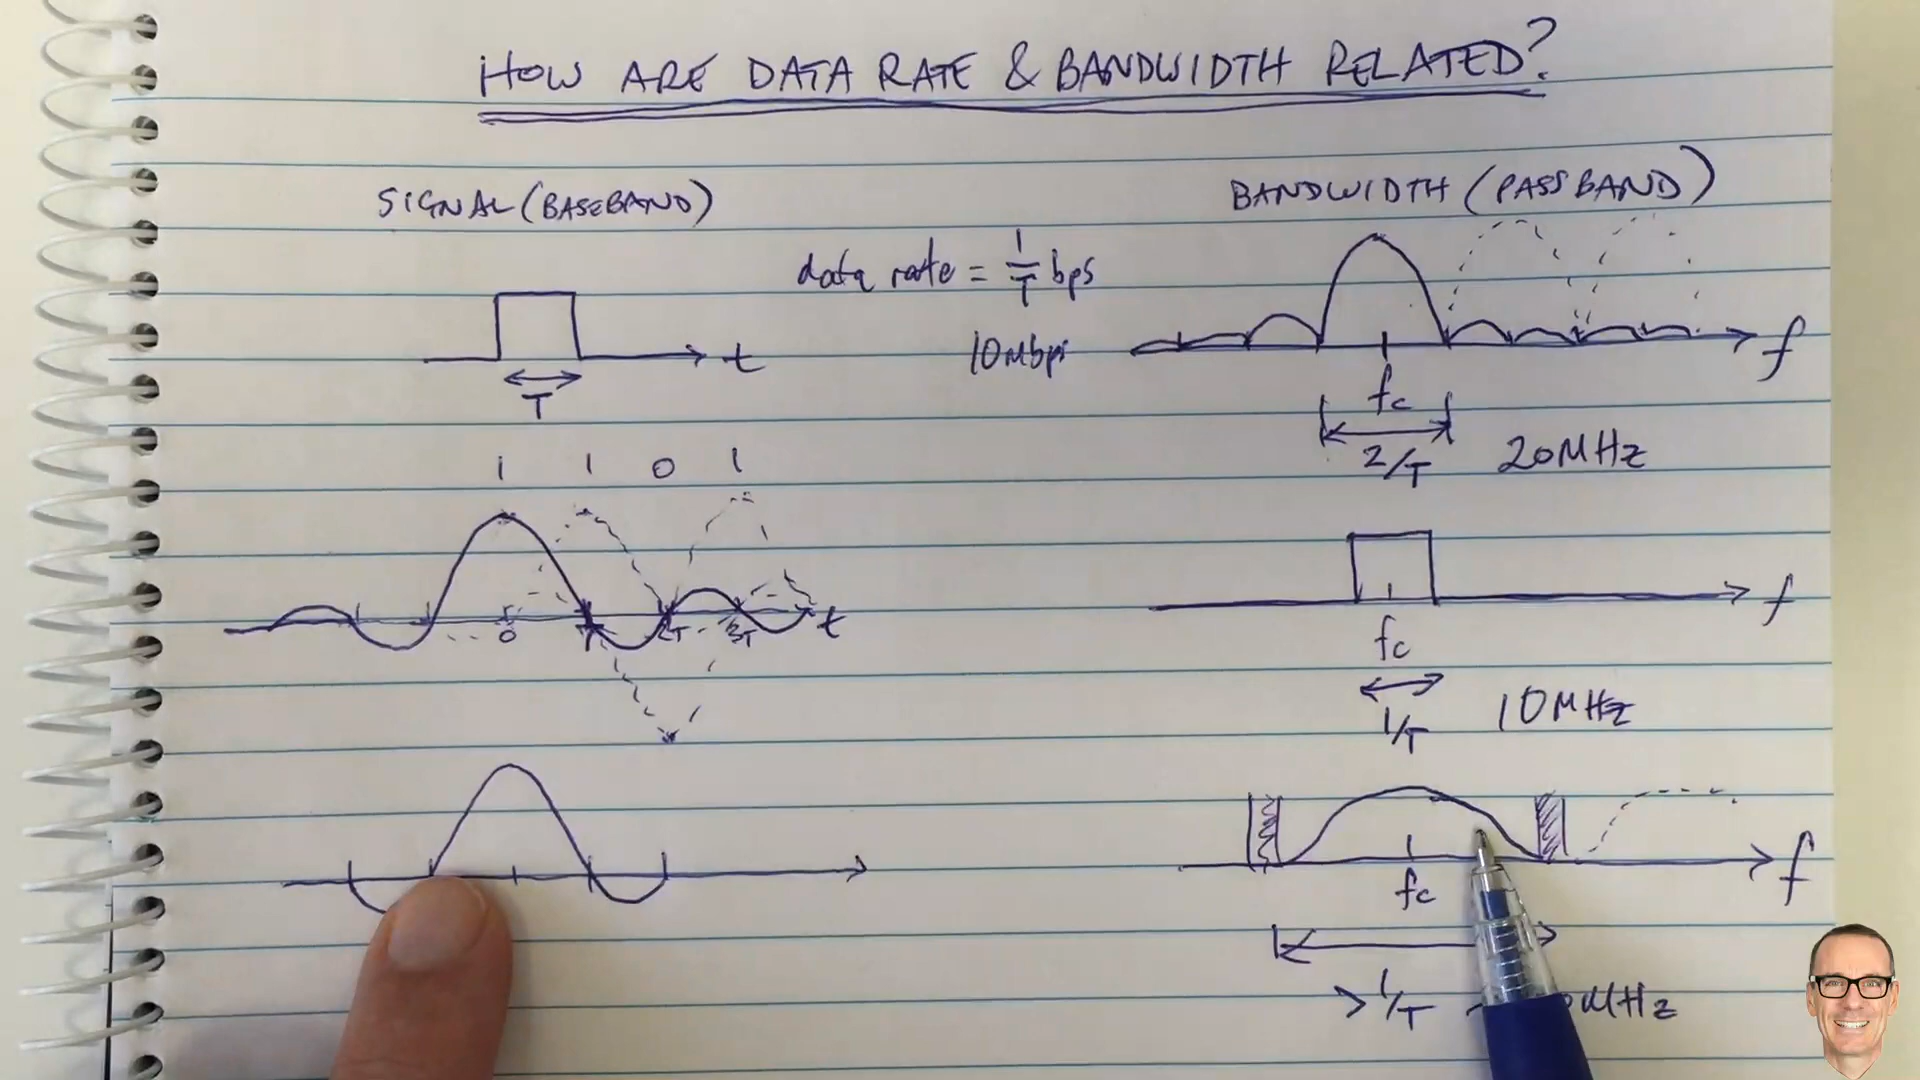 HOW ARE DATA RATE & BANDWIDTH RELATED?
SIGNAL (BASEBAND)
BANDWIDTH (PASSBAND)
data rate = 1/T bps
10Mbps
t
T
f
fc
2/T
20MHz
1 1 0 1
0 T 2T 3T t
f
fc
1/T
10MHz
f
fc
> 1/T
MHz